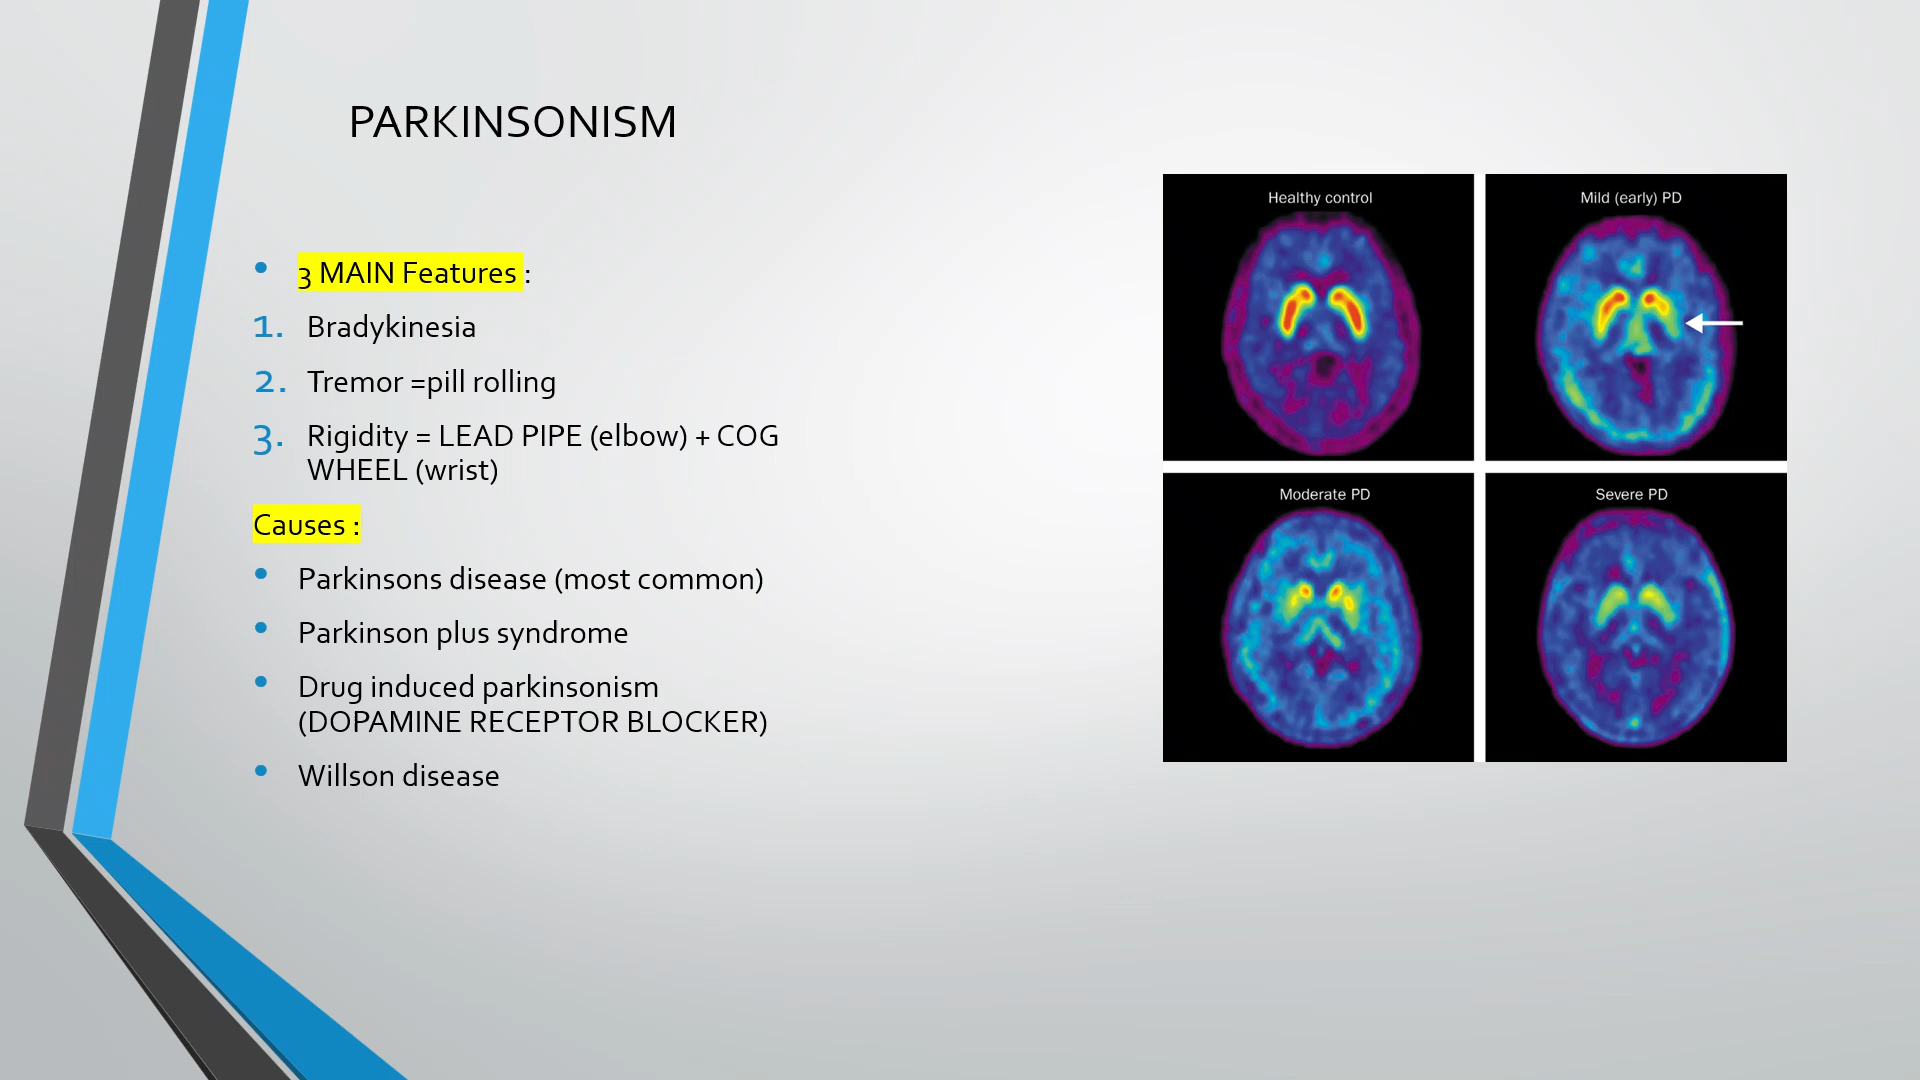 PARKINSONISM
• 3 MAIN Features :
1. Bradykinesia
2. Tremor =pill rolling
3. Rigidity = LEAD PIPE (elbow) + COG
WHEEL (wrist)
Causes :
• Parkinsons disease (most common)
• Parkinson plus syndrome
• Drug induced parkinsonism
(DOPAMINE RECEPTOR BLOCKER)
• Willson disease
Healthy control
Mild (early) PD
Moderate PD
Severe PD